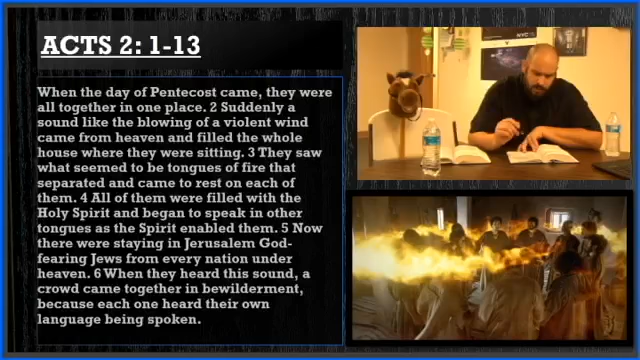 ACTS 2: 1-13
When the day of Pentecost came, they were
all together in one place. 2 Suddenly a
sound like the blowing of a violent wind
came from heaven and filled the whole
house where they were sitting. 3 They saw
what seemed to be tongues of fire that
separated and came to rest on each of
them. 4 All of them were filled with the
Holy Spirit and began to speak in other
tongues as the Spirit enabled them. 5 Now
there were staying in Jerusalem God-
fearing Jews from every nation under
heaven. 6 When they heard this sound, a
crowd came together in bewilderment,
because each one heard their own
language being spoken.